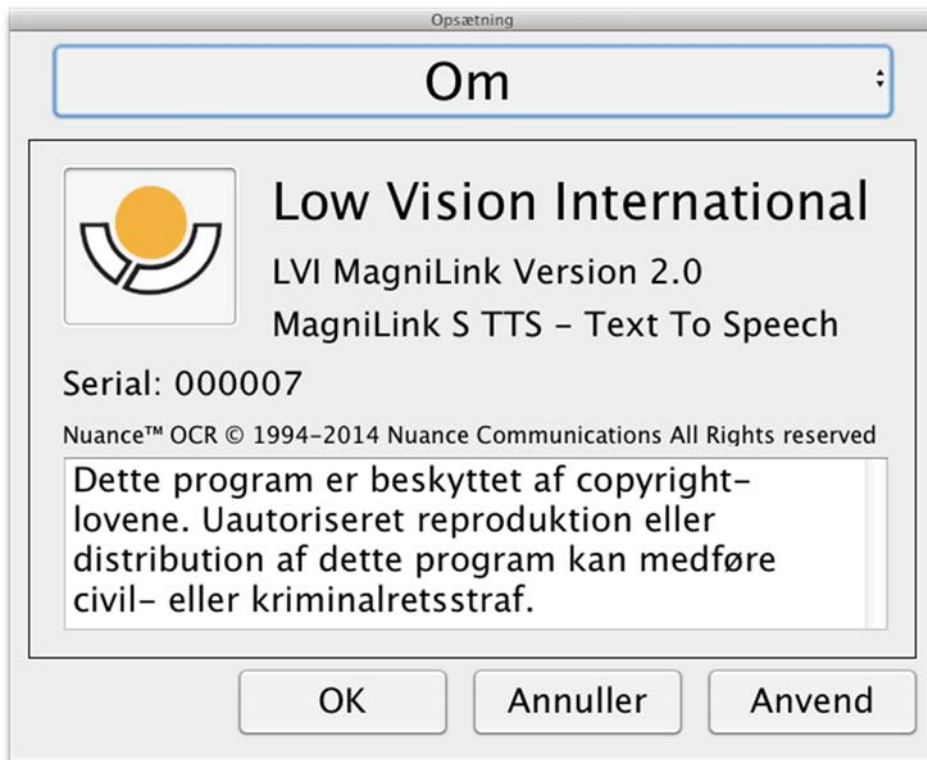 Opsætning
Om
Low Vision International
LVI MagniLink Version 2.0
MagniLink S TTS – Text To Speech
Serial: 000007
Nuance™ OCR © 1994–2014 Nuance Communications All Rights reserved
Dette program er beskyttet af copyright–
lovene. Uautoriseret reproduktion eller
distribution af dette program kan medføre
civil– eller kriminalretsstraf.
OK Annuller Anvend